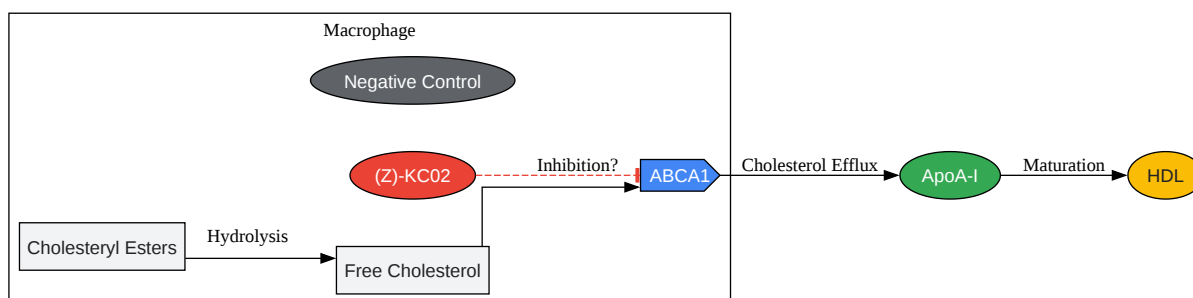 Macrophage
Negative Control
(Z)-KC02
Inhibition?
ABCA1
Cholesterol Efflux
ApoA-I
Maturation
HDL
Cholesteryl Esters
Hydrolysis
Free Cholesterol